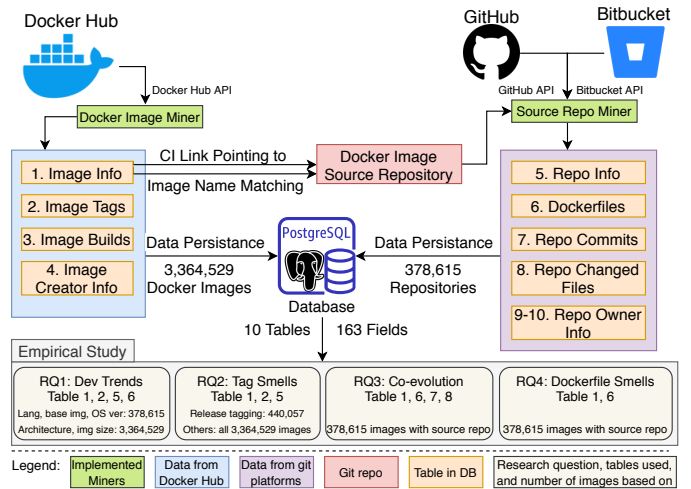 Docker Hub
GitHub
Bitbucket
Docker Hub API
GitHub API
Bitbucket API
Docker Image Miner
Source Repo Miner
1. Image Info
2. Image Tags
3. Image Builds
4. Image
Creator Info
CI Link Pointing to
Image Name Matching
Docker Image
Source Repository
5. Repo Info
6. Dockerfiles
7. Repo Commits
8. Repo Changed
Files
9-10. Repo Owner
Info
Data Persistance
3,364,529
Docker Images
PostgreSQL
Database
Data Persistance
378,615
Repositories
10 Tables
163 Fields
Empirical Study
RQ1: Dev Trends
Table 1, 2, 5, 6
Lang, base img, OS ver: 378,615
Architecture, img size: 3,364,529
RQ2: Tag Smells
Table 1, 2, 5
Release tagging: 440,057
Others: all 3,364,529 images
RQ3: Co-evolution
Table 1, 6, 7, 8
378,615 images with source repo
RQ4: Dockerfile Smells
Table 1, 6
378,615 images with source repo
Legend:
Implemented
Miners
Data from
Docker Hub
Data from git
platforms
Git repo
Table in DB
Research question, tables used,
and number of images based on